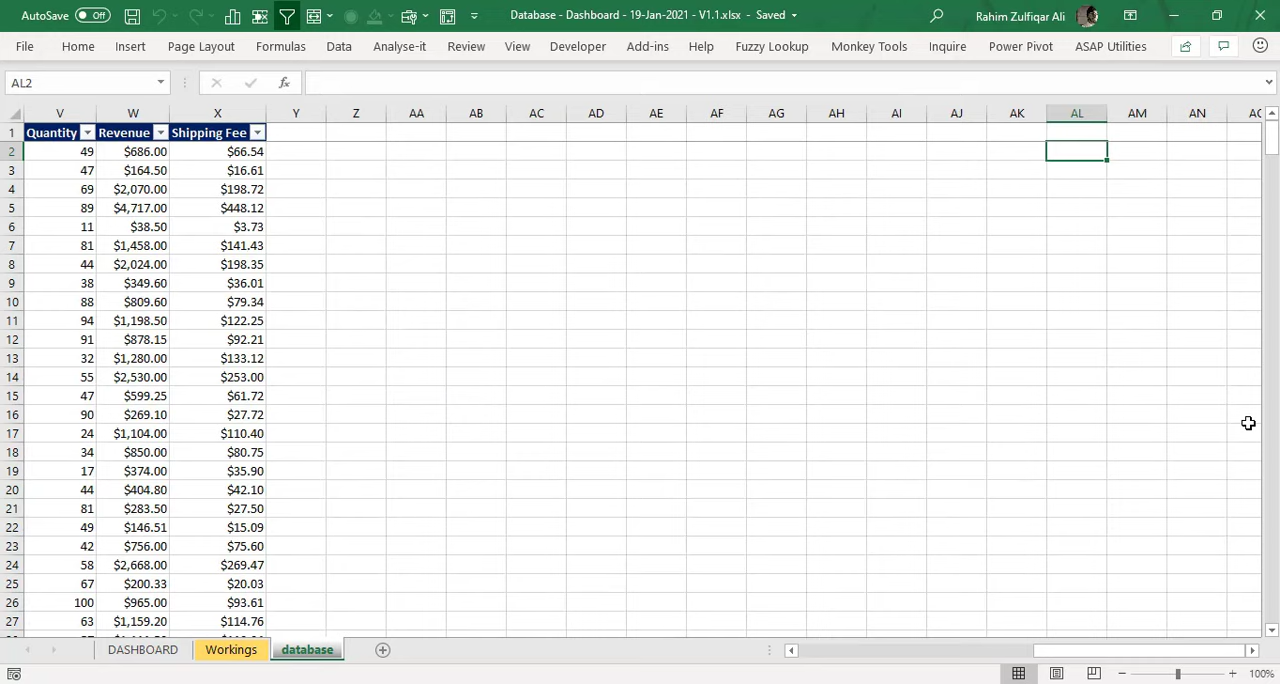 AutoSave Off Database - Dashboard - 19-Jan-2021 - V1.1.xlsx - Saved Rahim Zulfiqar Ali
File Home Insert Page Layout Formulas Data Analyse-it Review View Developer Add-ins Help Fuzzy Lookup Monkey Tools Inquire Power Pivot ASAP Utilities
AL2 fx
V W X Y Z AA AB AC AD AE AF AG AH AI AJ AK AL AM AN
1 Quantity Revenue Shipping Fee
2 49 $686.00 $66.54
3 47 $164.50 $16.61
4 69 $2,070.00 $198.72
5 89 $4,717.00 $448.12
6 11 $38.50 $3.73
7 81 $1,458.00 $141.43
8 44 $2,024.00 $198.35
9 38 $349.60 $36.01
10 88 $809.60 $79.34
11 94 $1,198.50 $122.25
12 91 $878.15 $92.21
13 32 $1,280.00 $133.12
14 55 $2,530.00 $253.00
15 47 $599.25 $61.72
16 90 $269.10 $27.72
17 24 $1,104.00 $110.40
18 34 $850.00 $80.75
19 17 $374.00 $35.90
20 44 $404.80 $42.10
21 81 $283.50 $27.50
22 49 $146.51 $15.09
23 42 $756.00 $75.60
24 58 $2,668.00 $269.47
25 67 $200.33 $20.03
26 100 $965.00 $93.61
27 63 $1,159.20 $114.76
DASHBOARD Workings database
100%